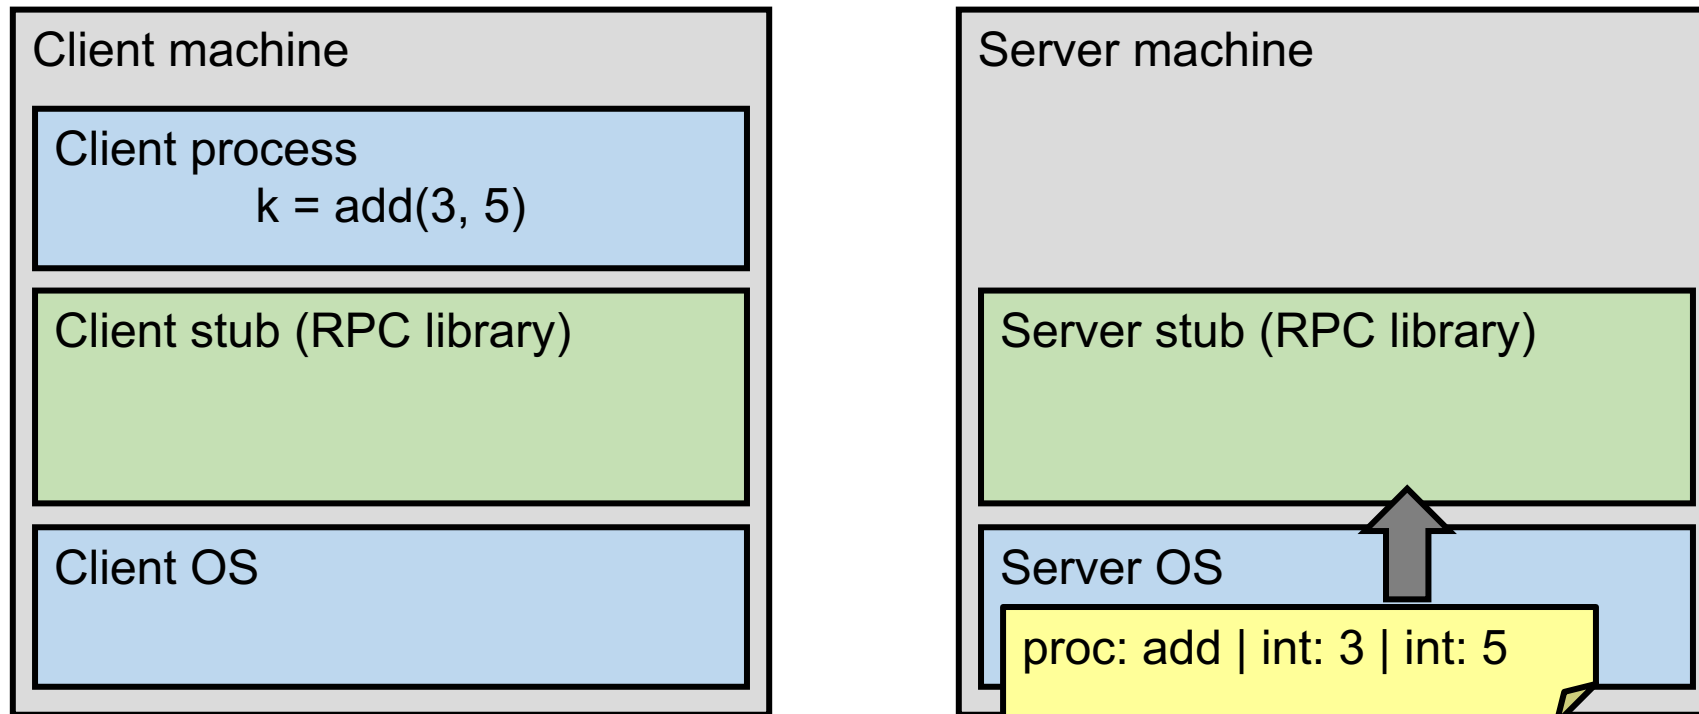 Client machine
Client process
k = add(3, 5)
Client stub (RPC library)
Client OS
Server machine
Server stub (RPC library)
Server OS
proc: add | int: 3 | int: 5